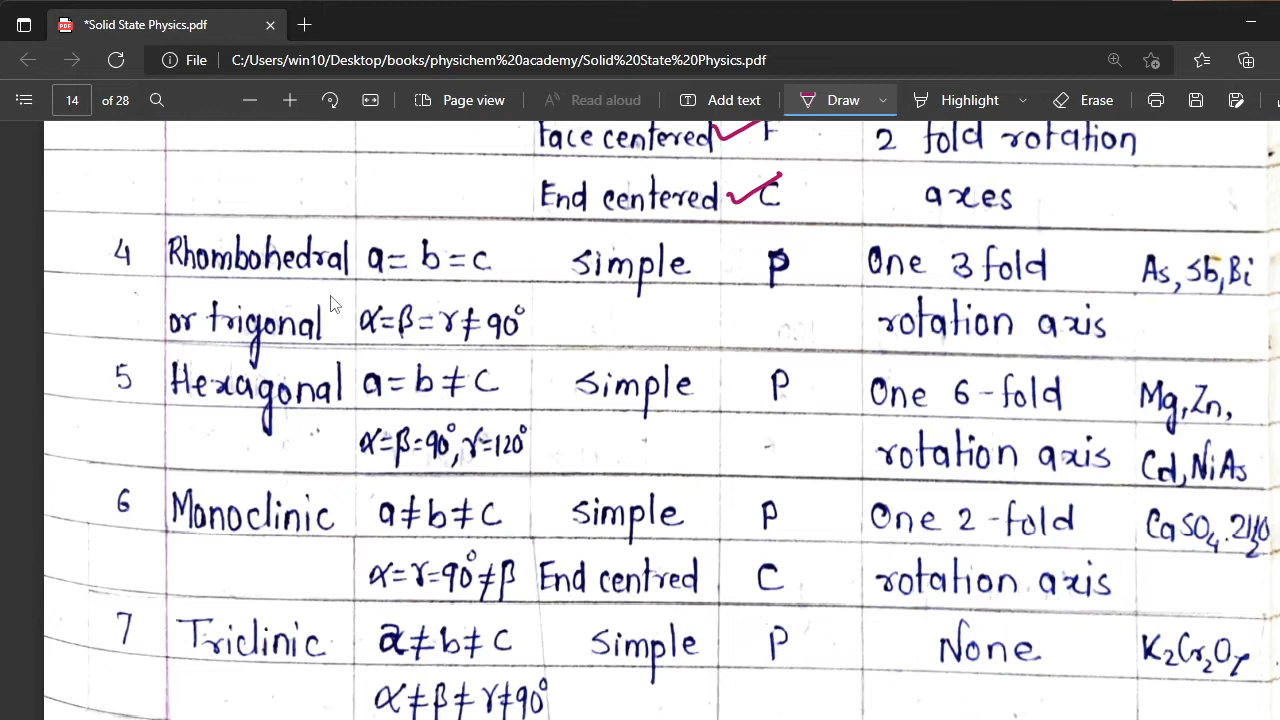 *Solid State Physics.pdf
File C:/Users/win10/Desktop/books/physichem%20academy/Solid%20State%20Physics.pdf
14 of 28 Page view Read aloud Add text Draw Highlight Erase
Face centered F 2 fold rotation
End centered C axes
4 Rhombohedral a = b = c simple P One 3 fold As, Sb, Bi
or trigonal α=β=γ≠90° rotation axis
5 Hexagonal a = b ≠ c simple P One 6-fold Mg, Zn,
α=β=90°, γ=120° rotation axis Cd, NiAs
6 Monoclinic a≠b≠c simple P One 2-fold CaSO₄.2H₂O
α=γ=90°≠β End centred C rotation axis
7 Triclinic a≠b≠c simple P None K₂Cr₂O₇
α≠β≠γ≠90°